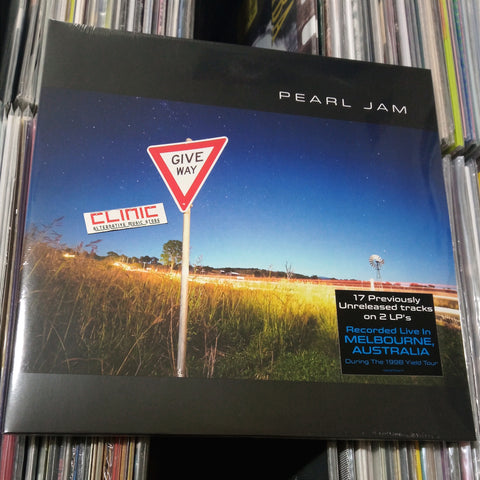 PEARL JAM
GIVE
WAY
CLINIC
ALTERNATIVE MUSIC STORE
17 Previously
Unreleased tracks
on 2 LP's
Recorded Live In
MELBOURNE,
AUSTRALIA
During The 1998 Yield Tour